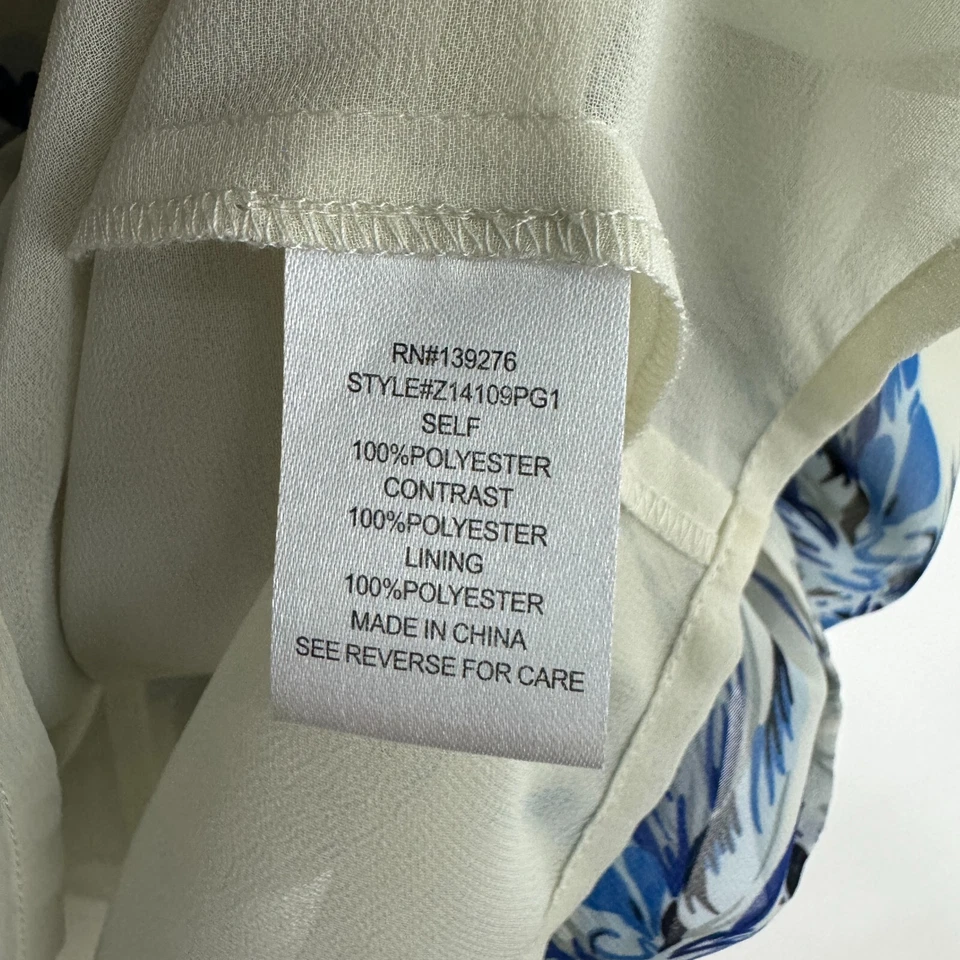 RN#139276
STYLE#Z14109PG1
SELF
100%POLYESTER
CONTRAST
100%POLYESTER
LINING
100%POLYESTER
MADE IN CHINA
SEE REVERSE FOR CARE